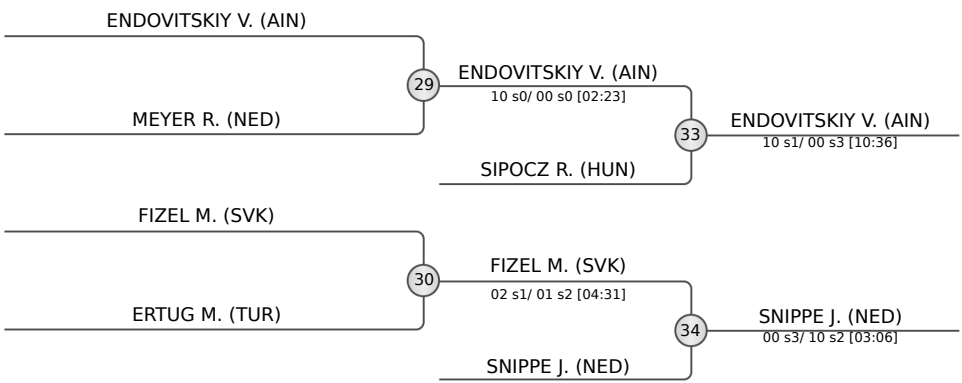 ENDOVITSKIY V. (AIN)
29
MEYER R. (NED)
ENDOVITSKIY V. (AIN)
10 s0/ 00 s0 [02:23]
33
SIPOCZ R. (HUN)
ENDOVITSKIY V. (AIN)
10 s1/ 00 s3 [10:36]
FIZEL M. (SVK)
30
ERTUG M. (TUR)
FIZEL M. (SVK)
02 s1/ 01 s2 [04:31]
34
SNIPPE J. (NED)
SNIPPE J. (NED)
00 s3/ 10 s2 [03:06]